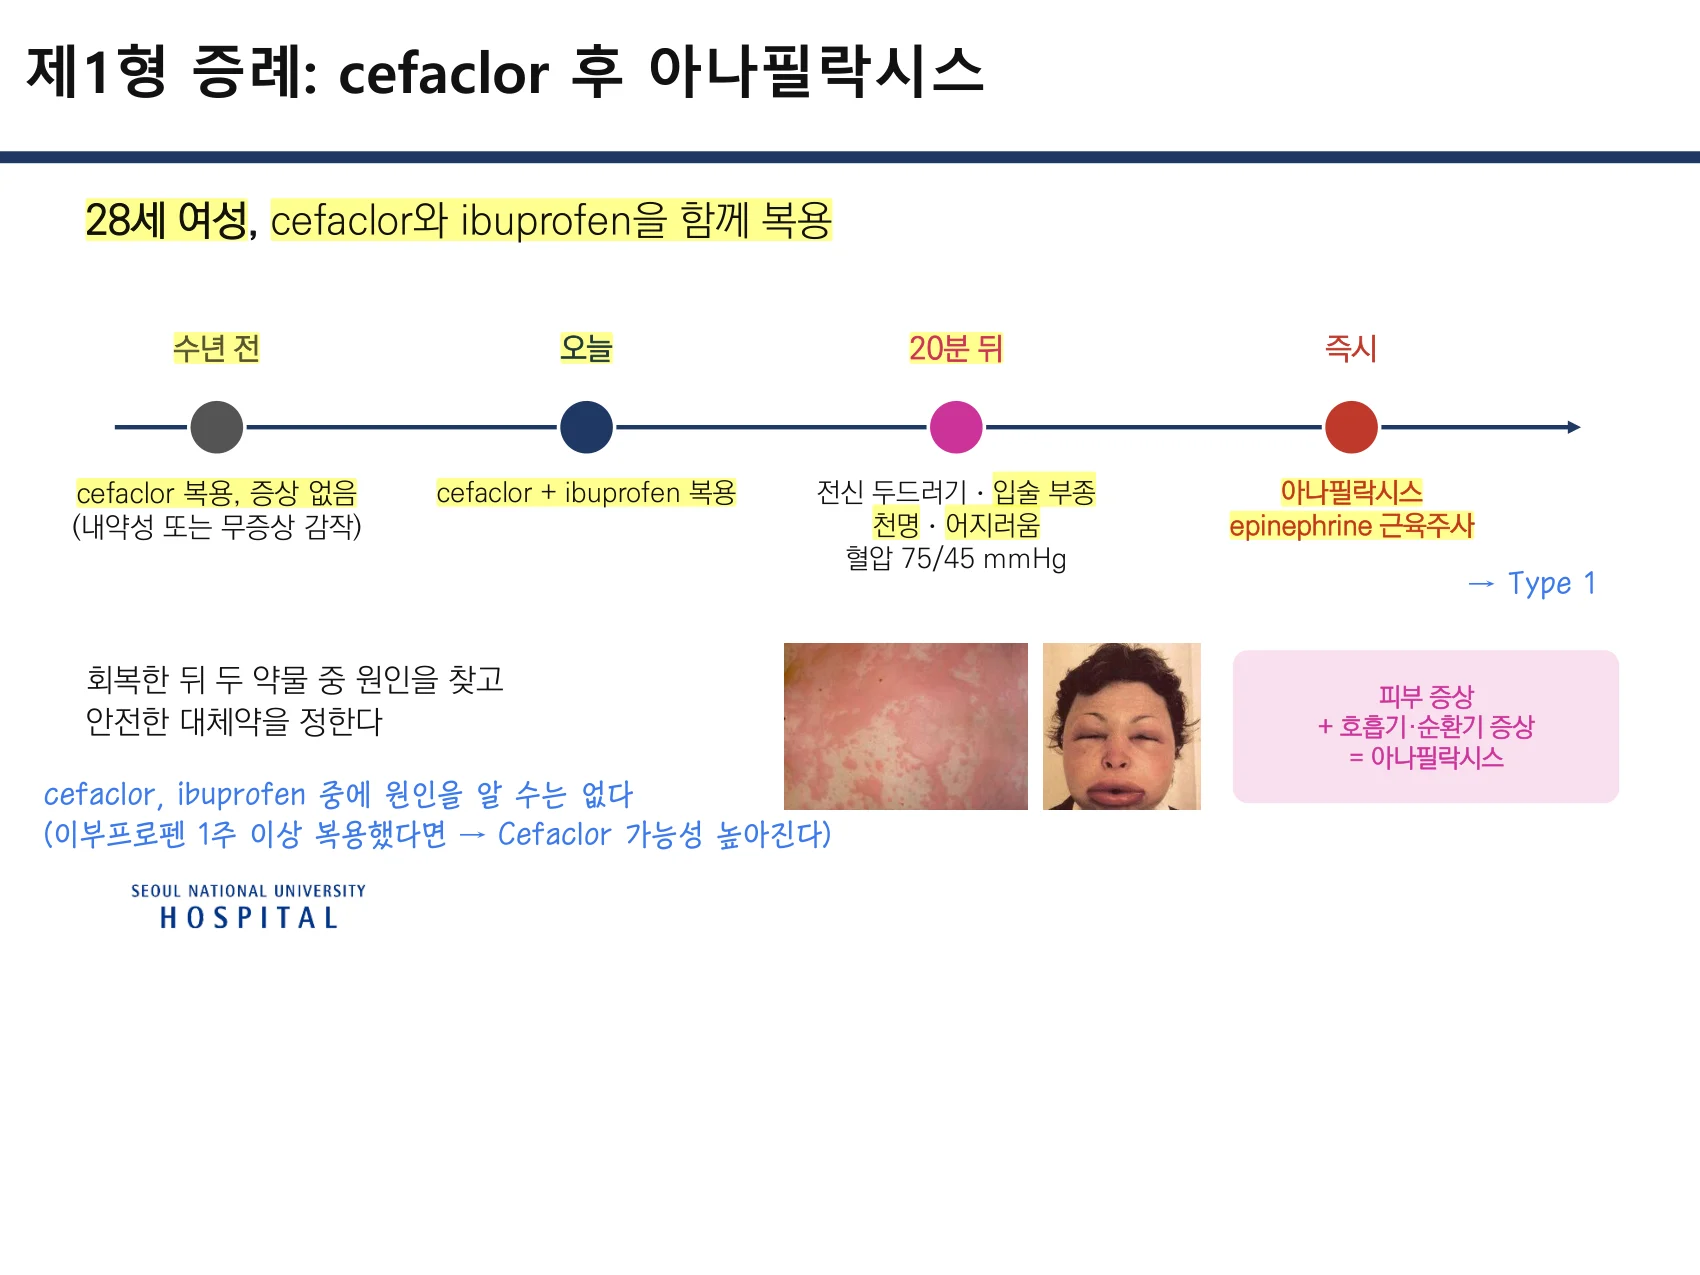 제1형 증례: cefaclor 후 아나필락시스
28세 여성, cefaclor와 ibuprofen을 함께 복용
수년 전
오늘
20분 뒤
즉시
cefaclor 복용, 증상 없음
(내약성 또는 무증상 감작)
cefaclor + ibuprofen 복용
전신 두드러기 · 입술 부종
천명 · 어지러움
혈압 75/45 mmHg
아나필락시스
epinephrine 근육주사
→ Type 1
회복한 뒤 두 약물 중 원인을 찾고
안전한 대체약을 정한다
피부 증상
+ 호흡기·순환기 증상
= 아나필락시스
cefaclor, ibuprofen 중에 원인을 알 수는 없다
(이부프로펜 1주 이상 복용했다면 → Cefaclor 가능성 높아진다)
SEOUL NATIONAL UNIVERSITY
HOSPITAL